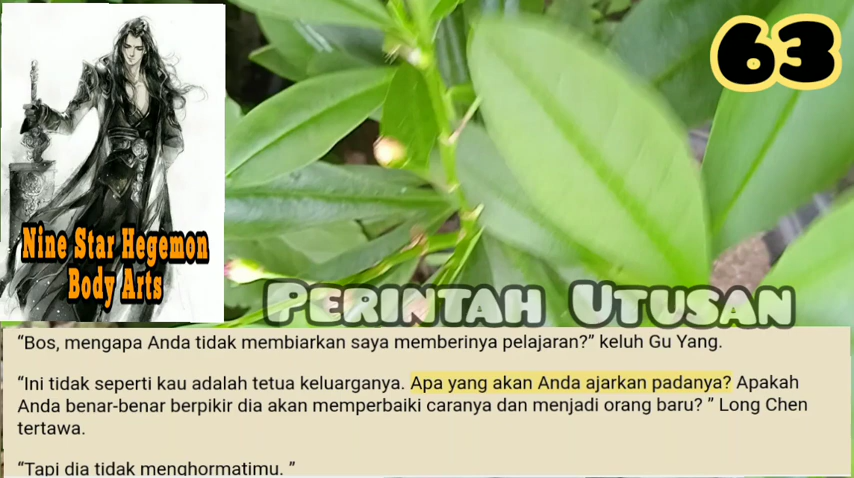 63
Nine Star Hegemon
Body Arts
Perintah Utusan
“Bos, mengapa Anda tidak membiarkan saya memberinya pelajaran?” keluh Gu Yang.
“Ini tidak seperti kau adalah tetua keluarganya. Apa yang akan Anda ajarkan padanya? Apakah
Anda benar-benar berpikir dia akan memperbaiki caranya dan menjadi orang baru? ” Long Chen
tertawa.
“Tapi dia tidak menghormatimu. ”